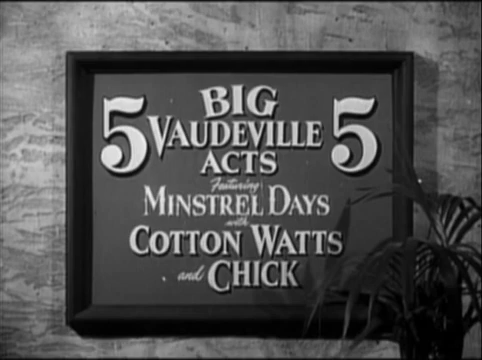 BIG
5 VAUDEVILLE 5
ACTS
Featuring
MINSTREL DAYS
with
COTTON WATTS
and CHICK